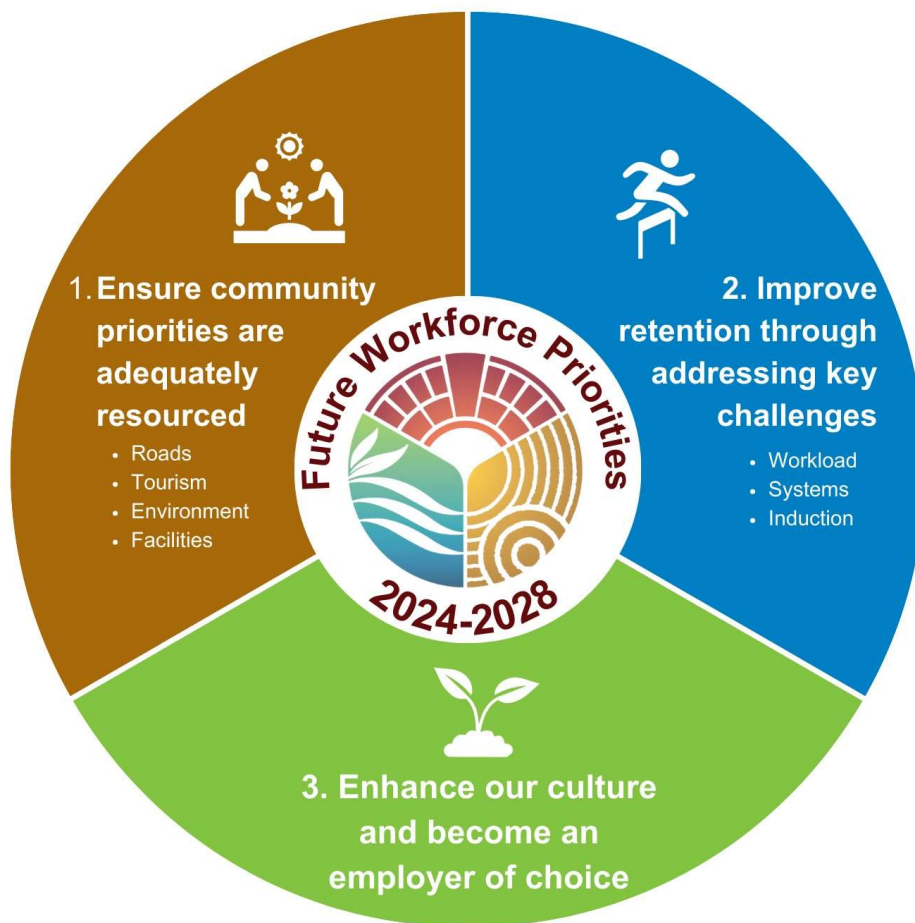 1. Ensure community
priorities are
adequately
resourced
• Roads
• Tourism
• Environment
• Facilities
2. Improve
retention through
addressing key
challenges
• Workload
• Systems
• Induction
Future Workforce Priorities
2024-2028
3. Enhance our culture
and become an
employer of choice